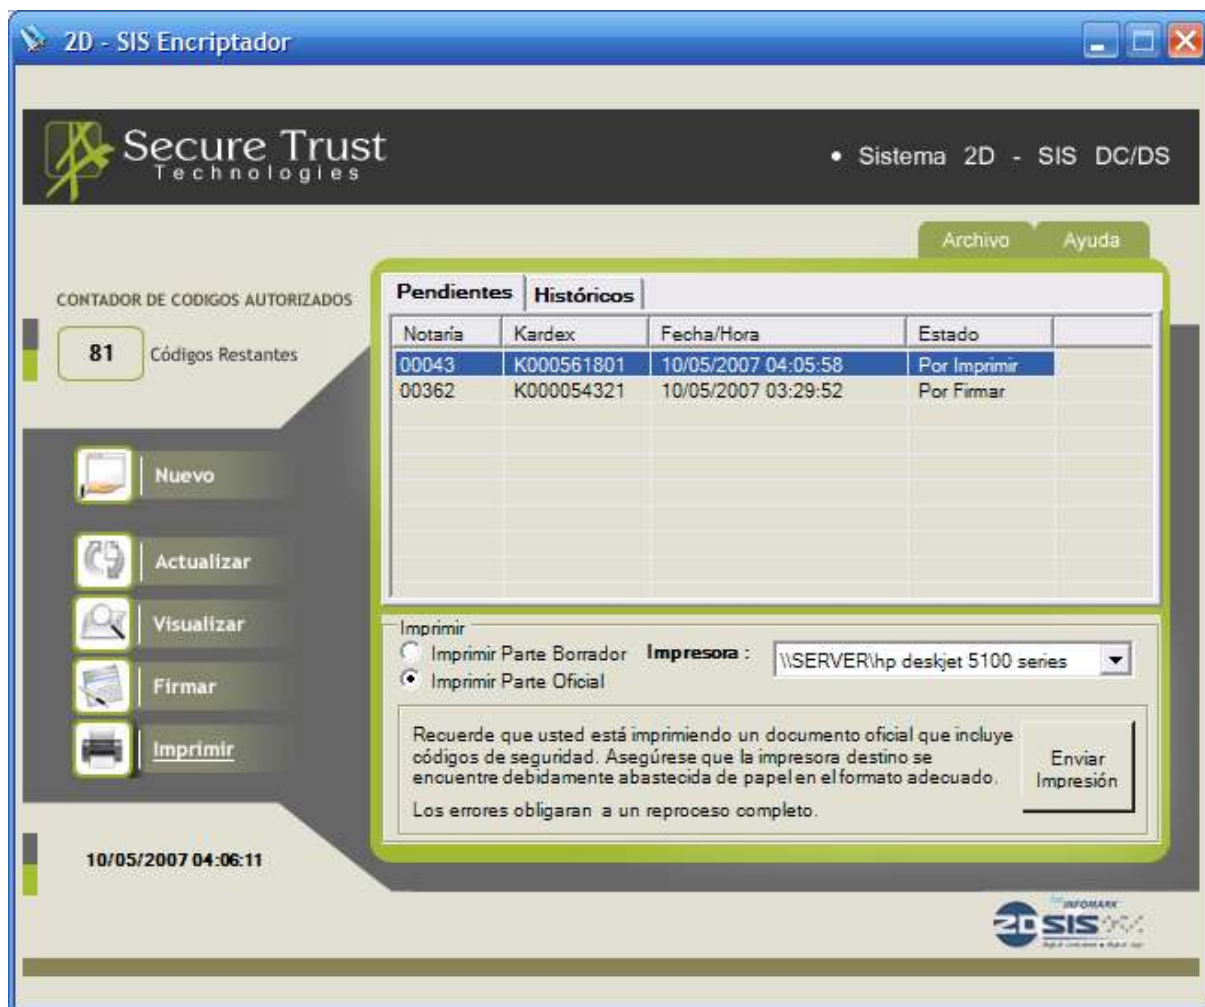 2D - SIS Encriptador
Secure Trust
Technologies
• Sistema 2D - SIS DC/DS
Archivo Ayuda
CONTADOR DE CODIGOS AUTORIZADOS
81 Códigos Restantes
Pendientes Históricos
Notaría Kardex Fecha/Hora Estado
00043 K000561801 10/05/2007 04:05:58 Por Imprimir
00362 K000054321 10/05/2007 03:29:52 Por Firmar
Nuevo
Actualizar
Visualizar
Firmar
Imprimir
Imprimir
Imprimir Parte Borrador
Imprimir Parte Oficial
Impresora :
\\SERVER\hp deskjet 5100 series
Recuerde que usted está imprimiendo un documento oficial que incluye
códigos de seguridad. Asegúrese que la impresora destino se
encuentre debidamente abastecida de papel en el formato adecuado.
Los errores obligaran a un reproceso completo.
Enviar
Impresión
10/05/2007 04:06:11
INFOMARK
2D SIS